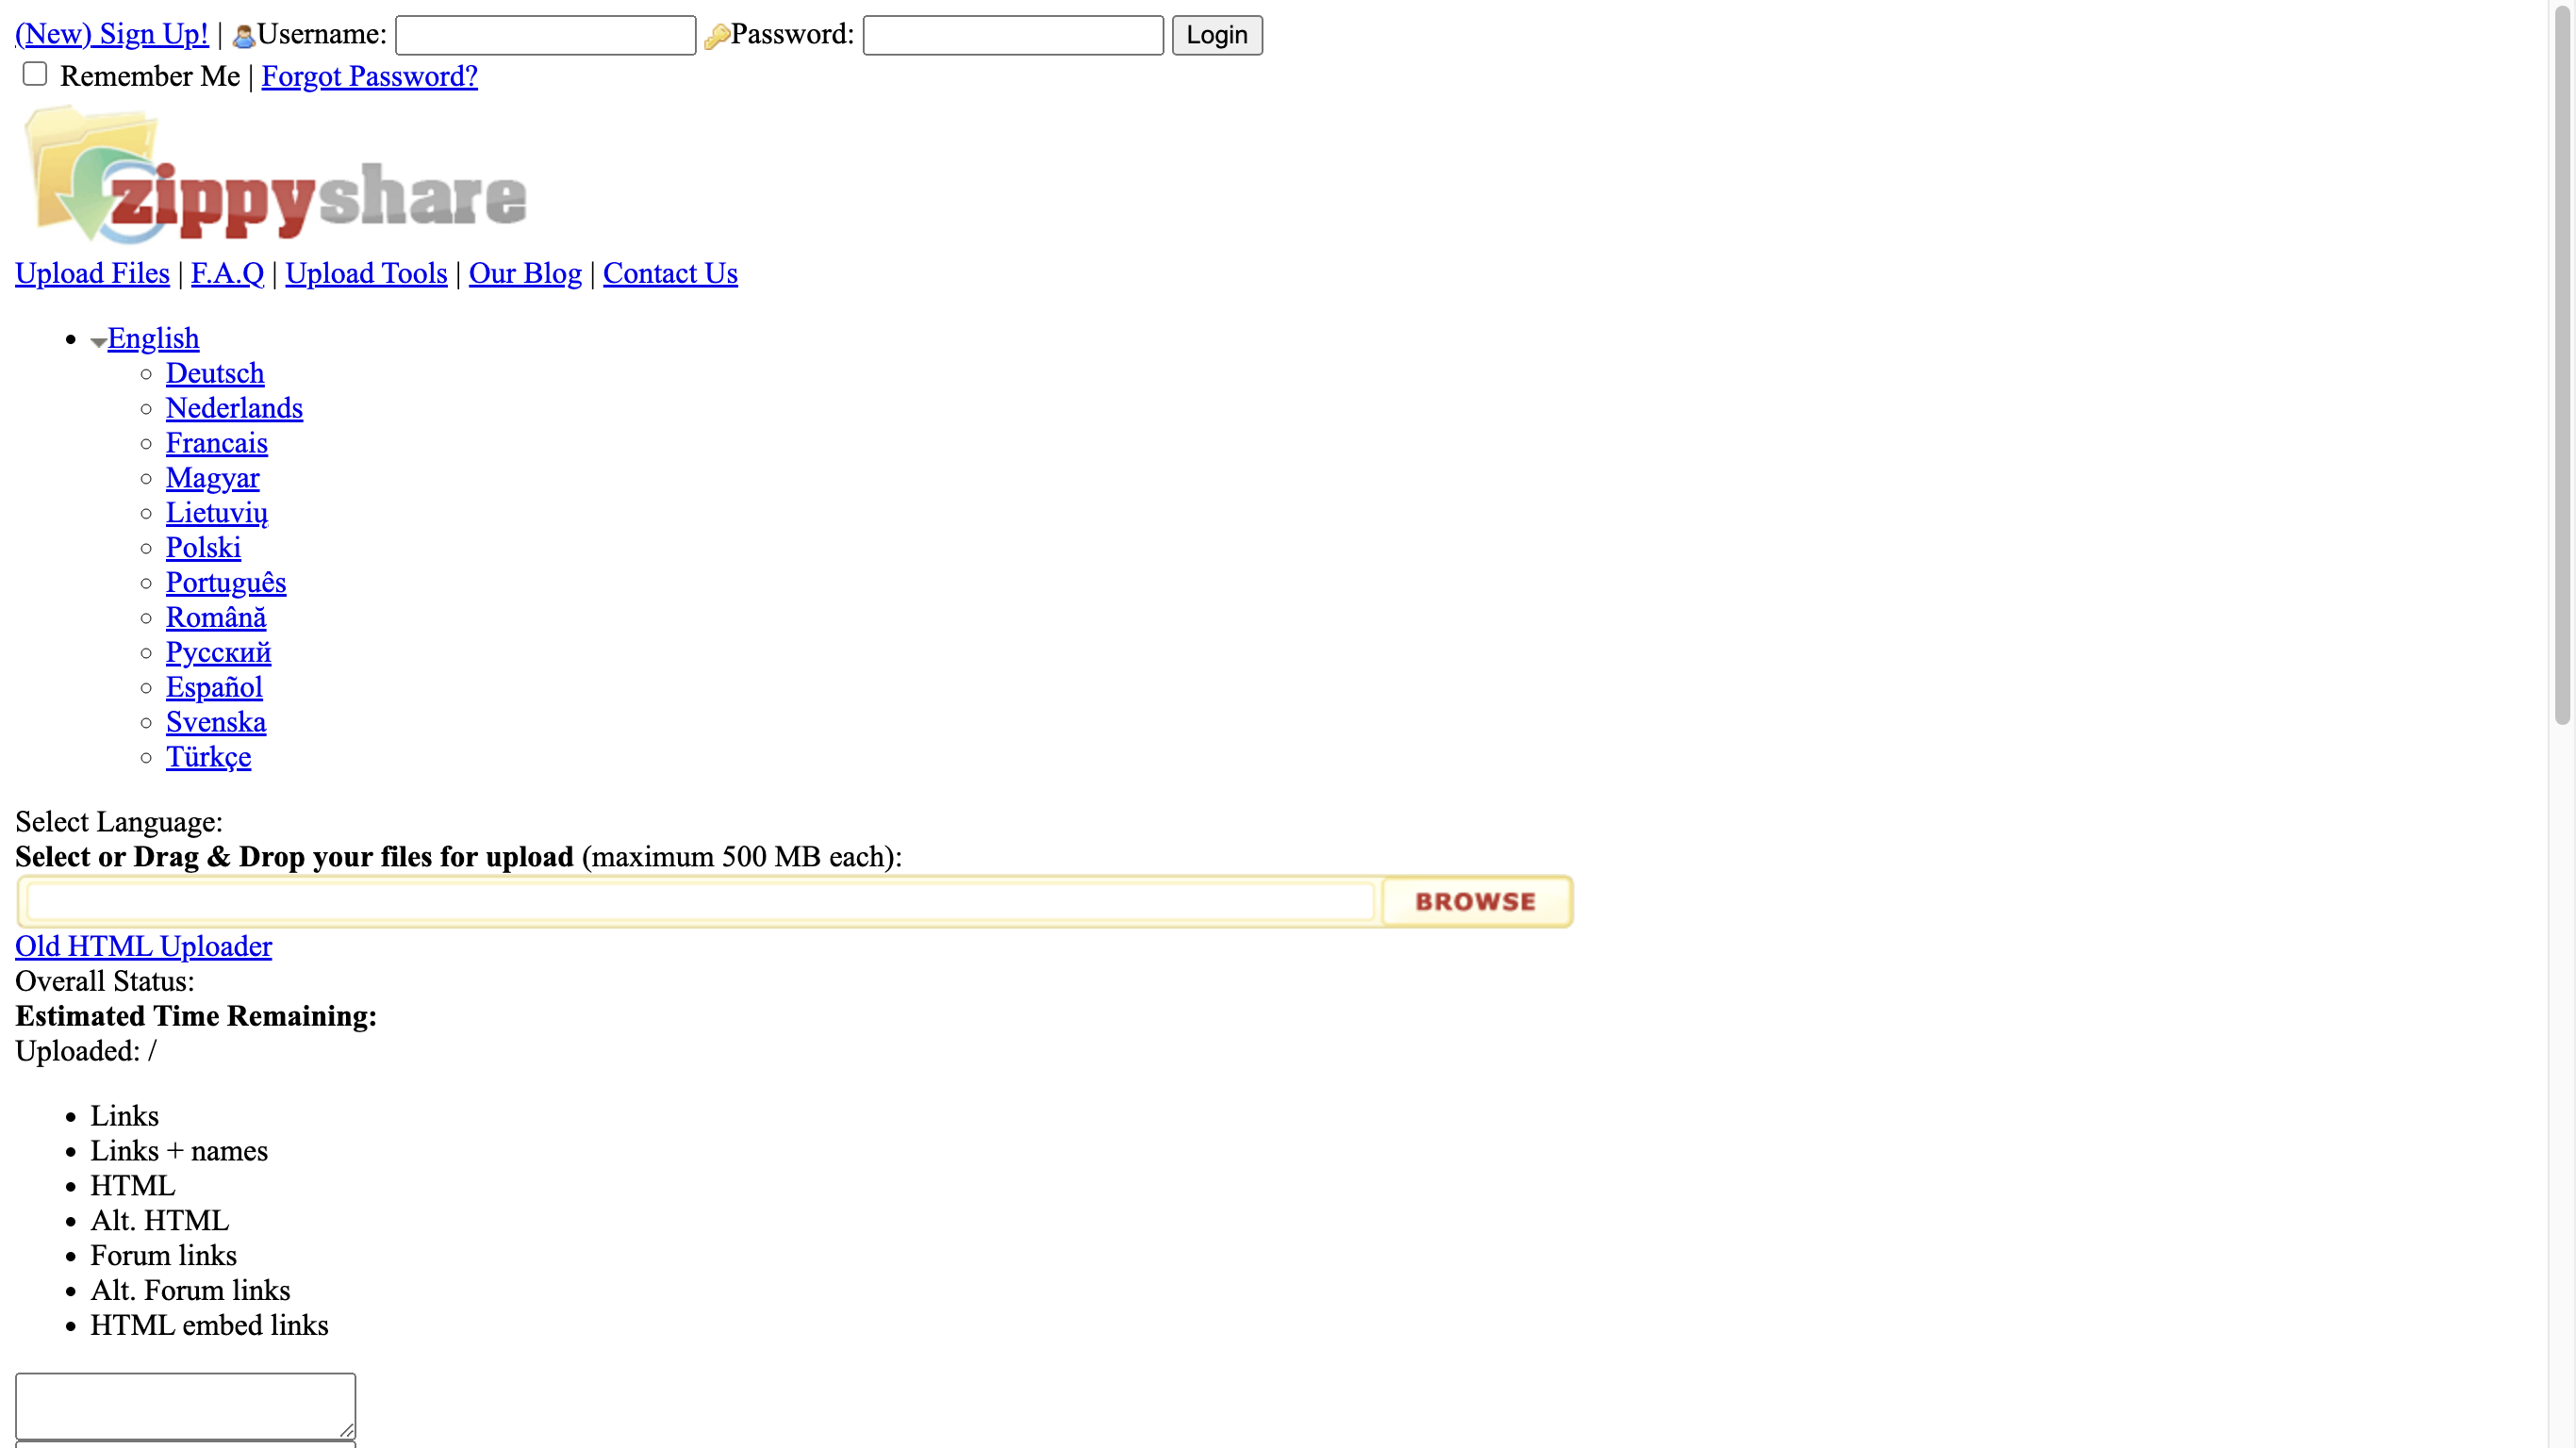 (New) Sign Up! | Username: Password: Login
Remember Me | Forgot Password?
zippyshare
Upload Files | F.A.Q | Upload Tools | Our Blog | Contact Us
English
Deutsch
Nederlands
Francais
Magyar
Lietuvių
Polski
Português
Română
Русский
Español
Svenska
Türkçe
Select Language:
Select or Drag & Drop your files for upload (maximum 500 MB each):
BROWSE
Old HTML Uploader
Overall Status:
Estimated Time Remaining:
Uploaded: /
Links
Links + names
HTML
Alt. HTML
Forum links
Alt. Forum links
HTML embed links